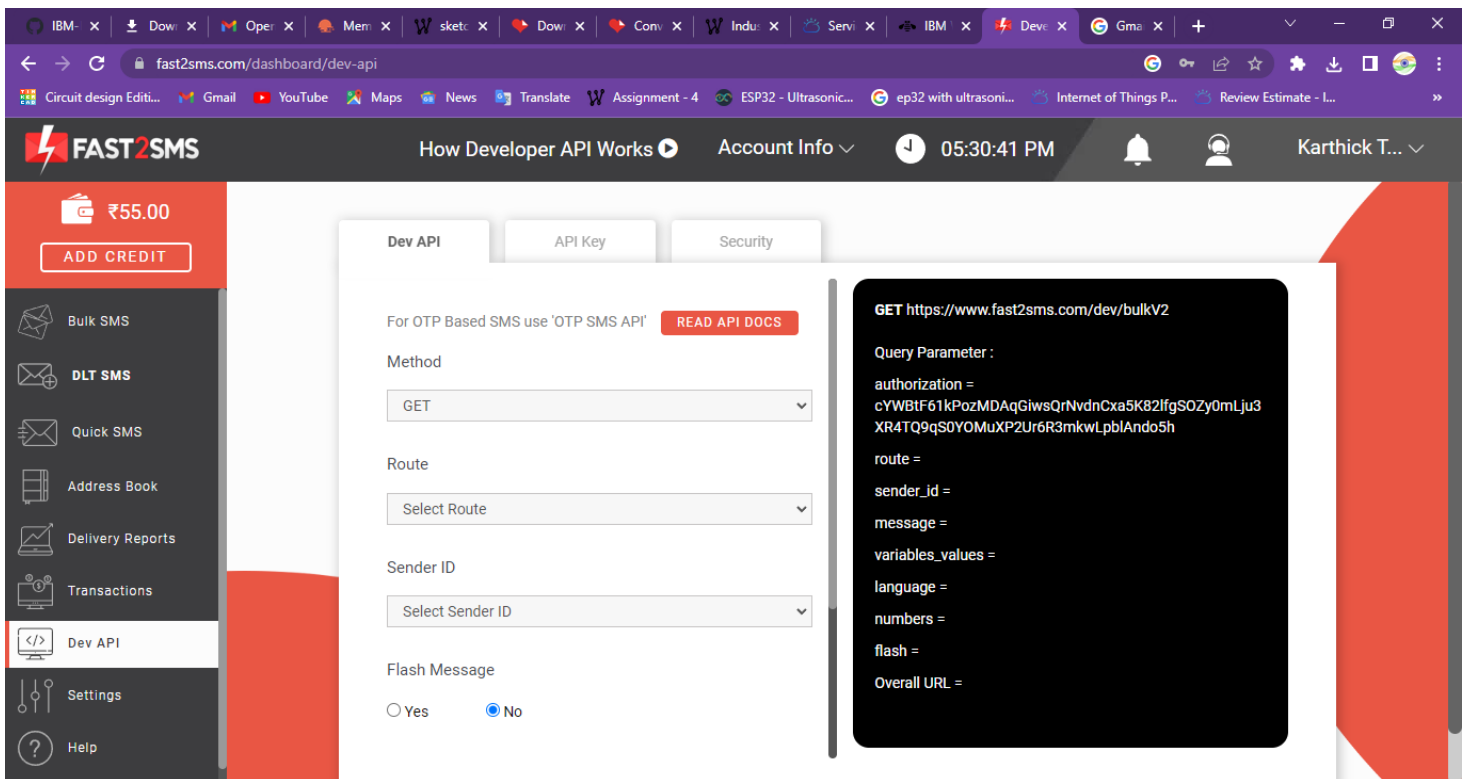 IBM- Dowr Oper Mem sketc Dowr Conv Indus Servi IBM Deve Gma
fast2sms.com/dashboard/dev-api
Circuit design Editi... Gmail YouTube Maps News Translate Assignment - 4 ESP32 - Ultrasonic... ep32 with ultrasoni... Internet of Things P... Review Estimate - I... »
FAST2SMS How Developer API Works Account Info 05:30:41 PM Karthick T...
₹55.00
ADD CREDIT
Bulk SMS
DLT SMS
Quick SMS
Address Book
Delivery Reports
Transactions
Dev API
Settings
Help
Dev API API Key Security
For OTP Based SMS use 'OTP SMS API' READ API DOCS
Method
GET
Route
Select Route
Sender ID
Select Sender ID
Flash Message
Yes No
GET https://www.fast2sms.com/dev/bulkV2
Query Parameter :
authorization =
cYWBtF61kPozMDAqGiwsQrNvdnCxa5K82lfgSOZy0mLju3
XR4TQ9qS0YOMuXP2Ur6R3mkwLpblAndo5h
route =
sender_id =
message =
variables_values =
language =
numbers =
flash =
Overall URL =